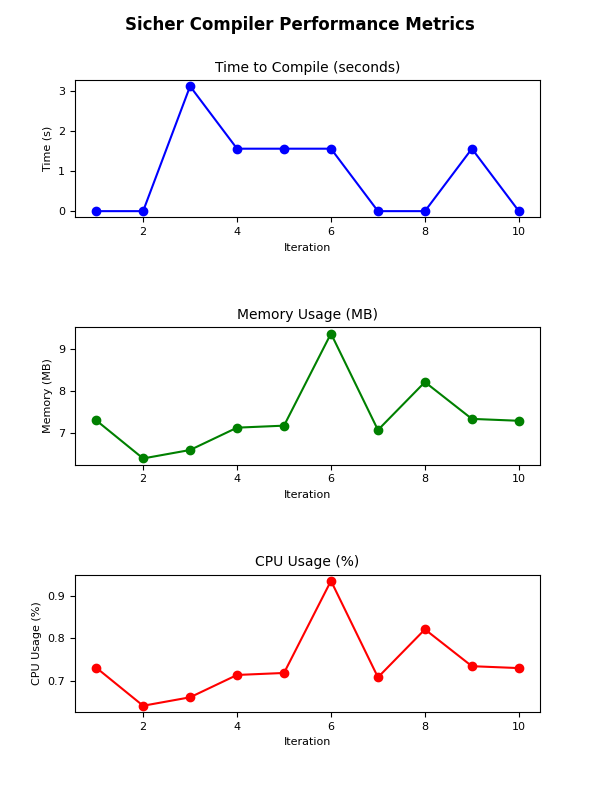 Sicher Compiler Performance Metrics
Time to Compile (seconds)
3
2
1
0
Time (s)
2 4 6 8 10
Iteration
Memory Usage (MB)
9
8
7
Memory (MB)
2 4 6 8 10
Iteration
CPU Usage (%)
0.9
0.8
0.7
CPU Usage (%)
2 4 6 8 10
Iteration